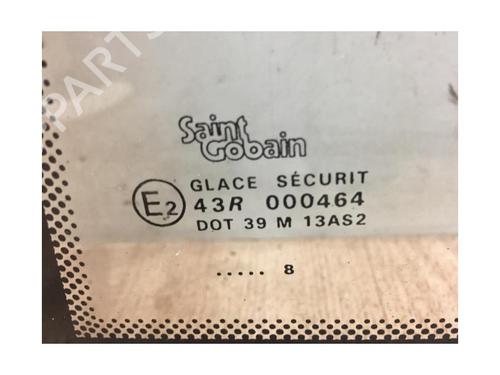 Saint
Gobain
GLACE SÉCURIT
E2 43R 000464
DOT 39 M 13AS2
..... 8